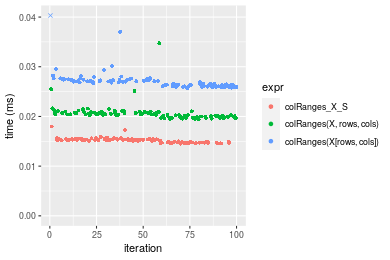 0.04
0.03
0.02
0.01
0.00
time (ms)
0
25
50
75
100
iteration
expr
colRanges_X_S
colRanges(X, rows, cols)
colRanges(X[rows, cols])